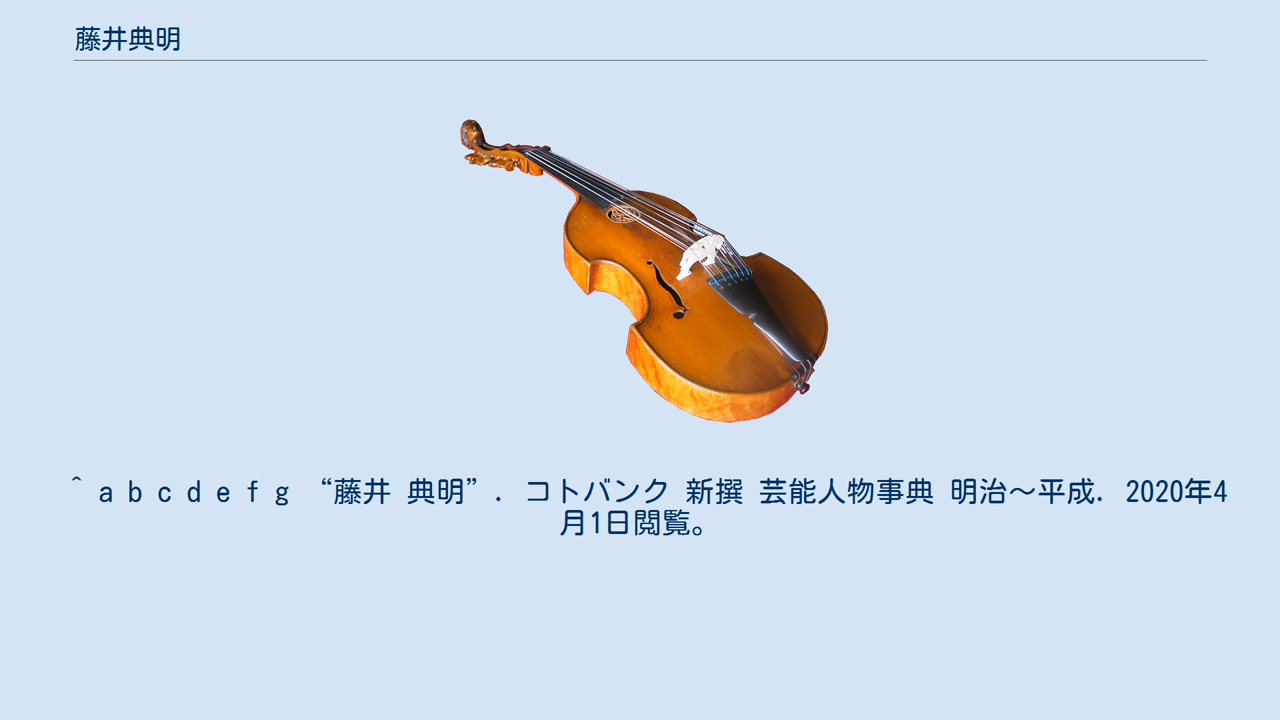 藤井典明
^ a b c d e f g “藤井 典明”. コトバンク 新撰 芸能人物事典 明治～平成. 2020年4
月1日閲覧。